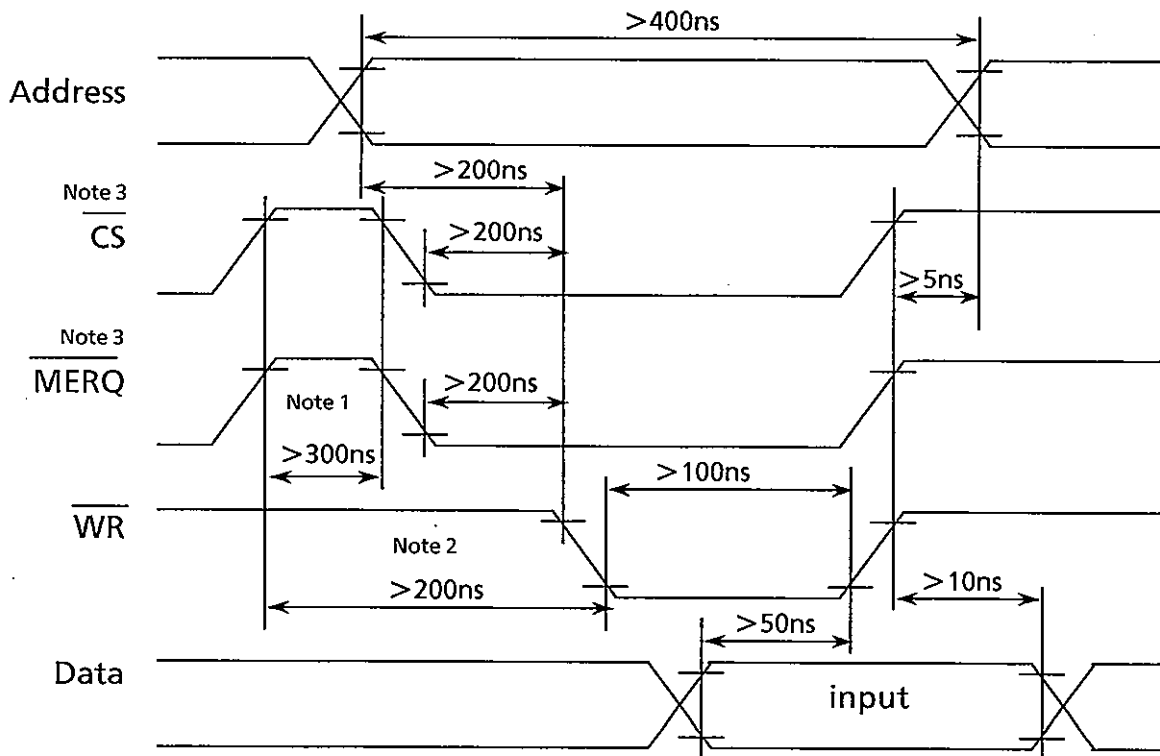 >400ns
Address
>200ns
Note 3
CS
>200ns
>5ns
Note 3
MERQ
>200ns
Note 1
>300ns
>100ns
WR
Note 2
>200ns
>10ns
>50ns
Data
input